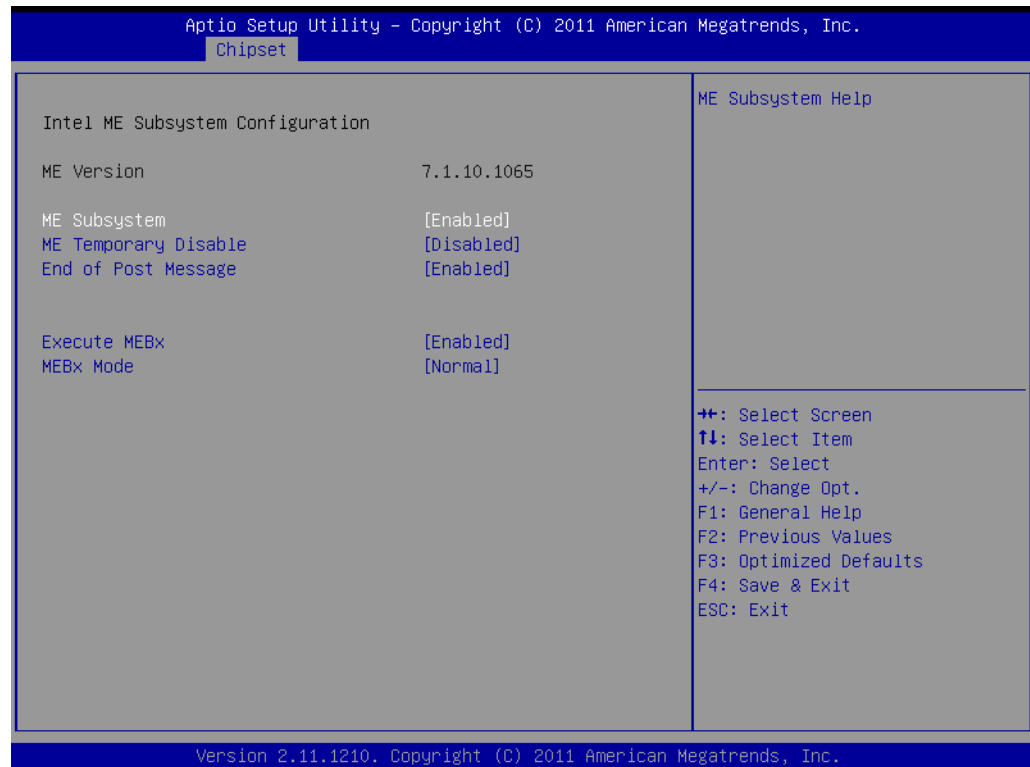 Aptio Setup Utility – Copyright (C) 2011 American Megatrends, Inc.
Chipset
Intel ME Subsystem Configuration
ME Version 7.1.10.1065
ME Subsystem [Enabled]
ME Temporary Disable [Disabled]
End of Post Message [Enabled]
Execute MEBx [Enabled]
MEBx Mode [Normal]
ME Subsystem Help
→←: Select Screen
↑↓: Select Item
Enter: Select
+/-: Change Opt.
F1: General Help
F2: Previous Values
F3: Optimized Defaults
F4: Save & Exit
ESC: Exit
Version 2.11.1210. Copyright (C) 2011 American Megatrends, Inc.